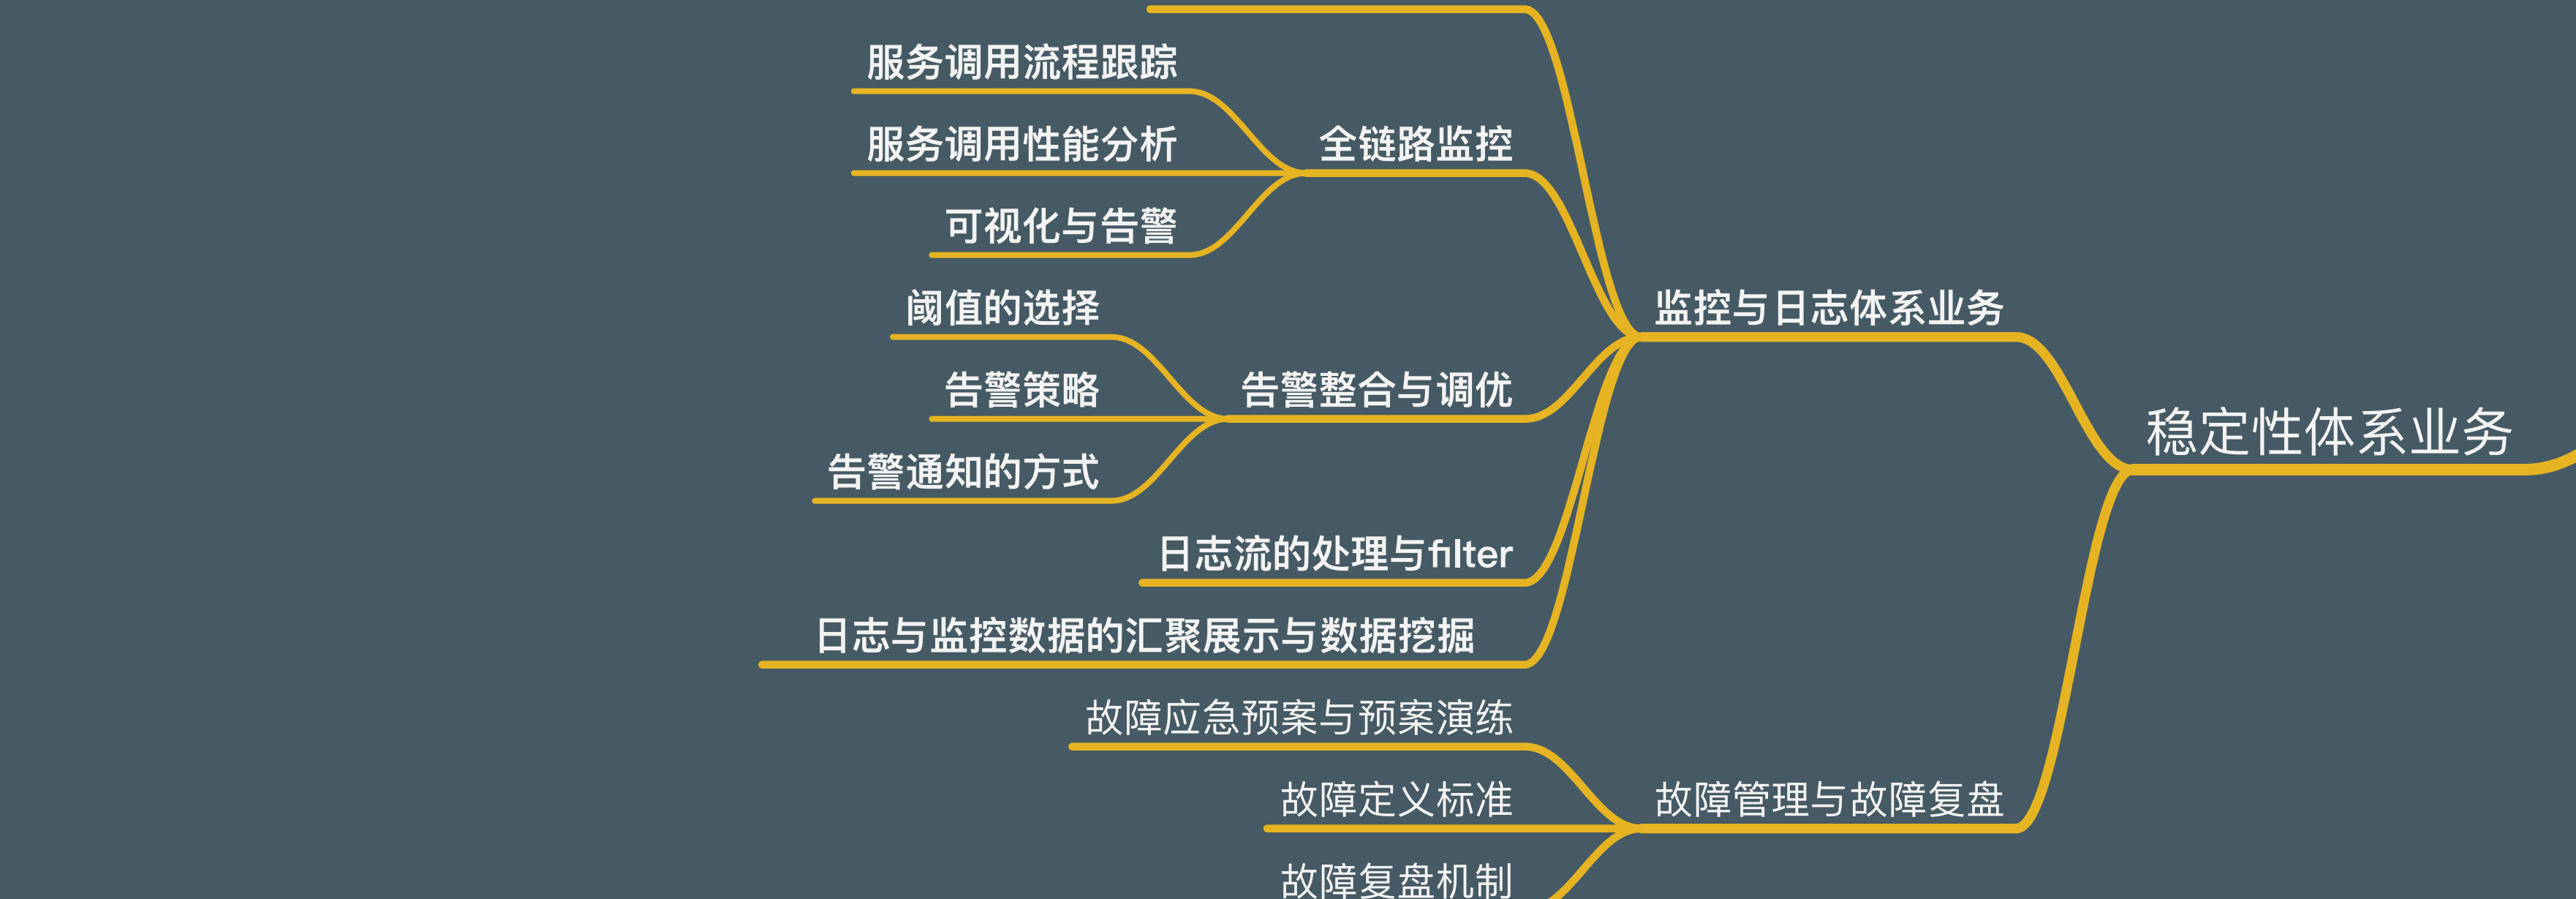 服务调用流程跟踪
服务调用性能分析
全链路监控
可视化与告警
阈值的选择
监控与日志体系业务
告警策略
告警整合与调优
稳定性体系业务
告警通知的方式
日志流的处理与filter
日志与监控数据的汇聚展示与数据挖掘
故障应急预案与预案演练
故障定义标准
故障管理与故障复盘
故障复盘机制